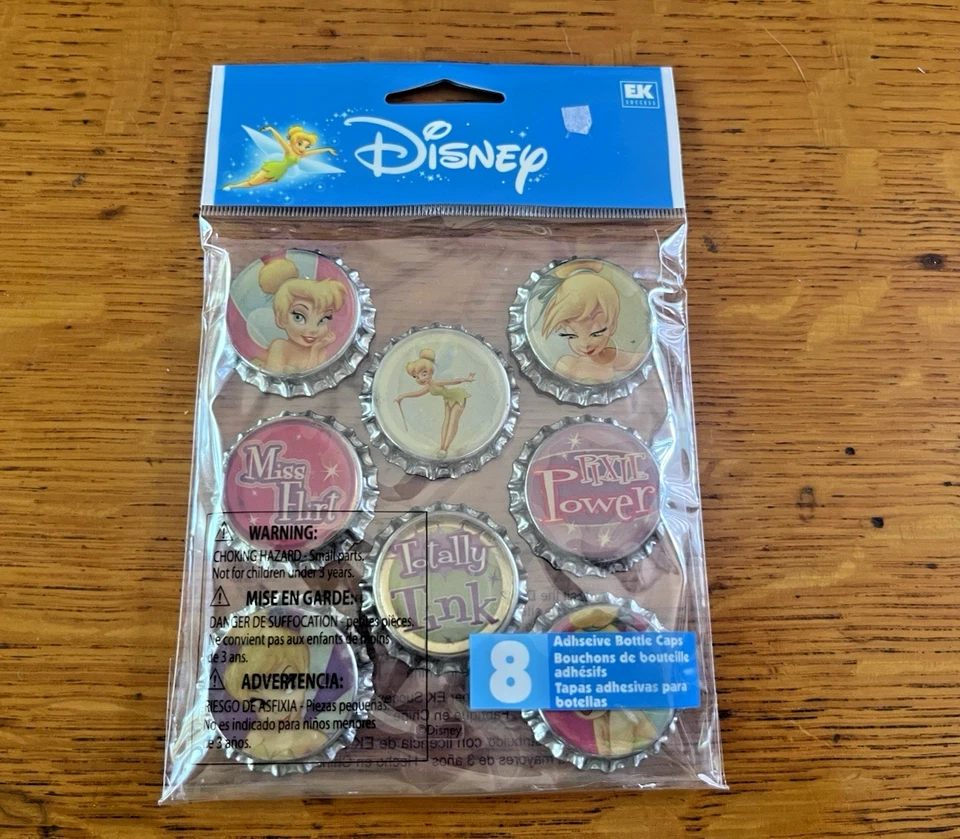 EK
SUCCESS
Disney
Miss
Flirt
PIXIE
Power
Totally
Tink
WARNING:
CHOKING HAZARD - Small parts.
Not for children under 3 years.
MISE EN GARDE:
DANGER DE SUFFOCATION - petites pièces.
Ne convient pas aux enfants de moins
de 3 ans.
ADVERTENCIA:
RIESGO DE ASFIXIA - Piezas pequeñas.
No es indicado para niños menores
de 3 años.
8
Adhseive Bottle Caps
Bouchons de bouteille
adhésifs
Tapas adhesivas para
botellas